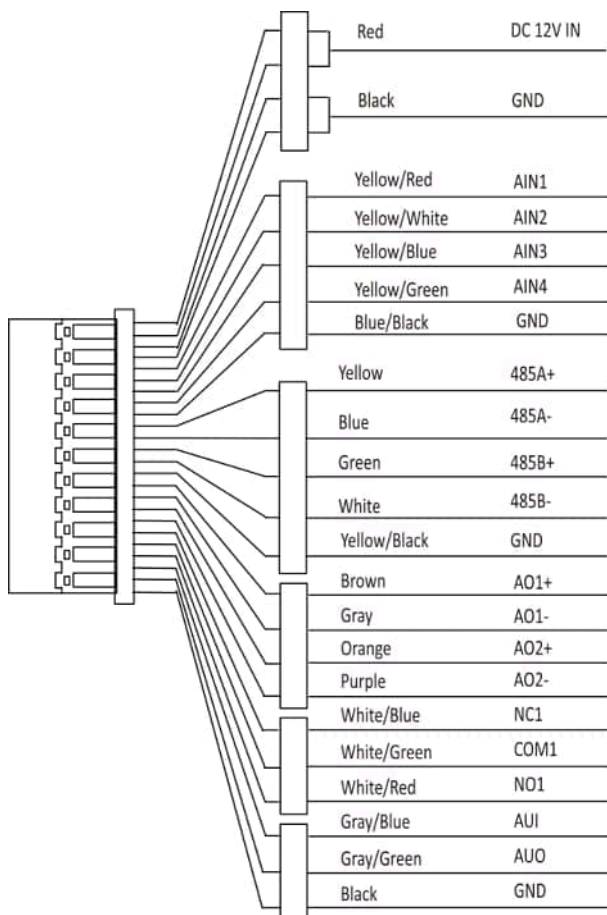 Red DC 12V IN
Black GND
Yellow/Red AIN1
Yellow/White AIN2
Yellow/Blue AIN3
Yellow/Green AIN4
Blue/Black GND
Yellow 485A+
Blue 485A-
Green 485B+
White 485B-
Yellow/Black GND
Brown AO1+
Gray AO1-
Orange AO2+
Purple AO2-
White/Blue NC1
White/Green COM1
White/Red NO1
Gray/Blue AUI
Gray/Green AUO
Black GND